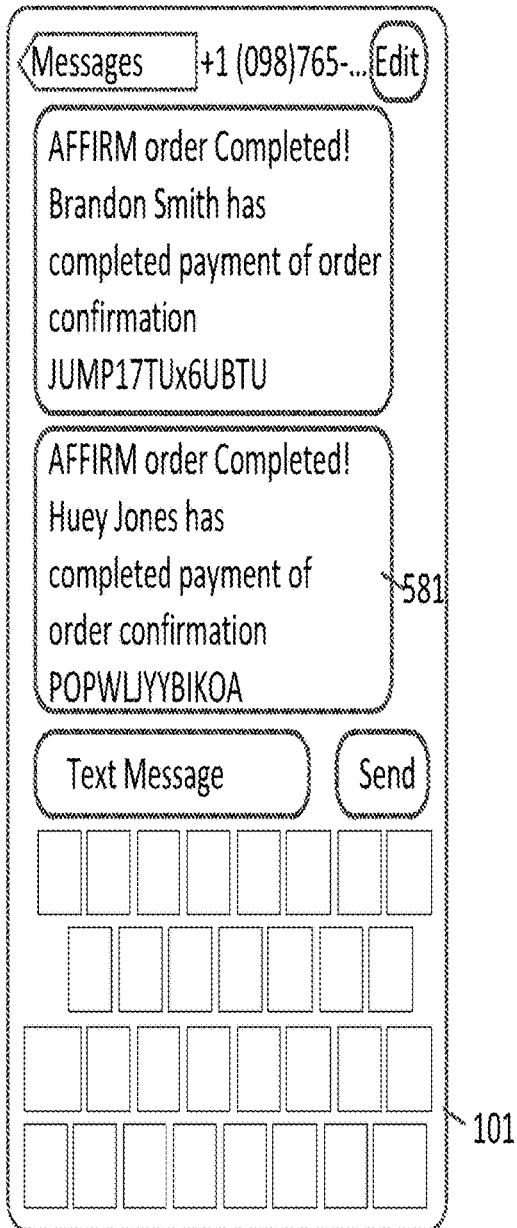 Messages +1 (098)765-... Edit
AFFIRM order Completed!
Brandon Smith has
completed payment of order
confirmation
JUMP17TUx6UBTU
AFFIRM order Completed!
Huey Jones has
completed payment of
order confirmation
POPWLJYYBIKOA
581
Text Message Send
101